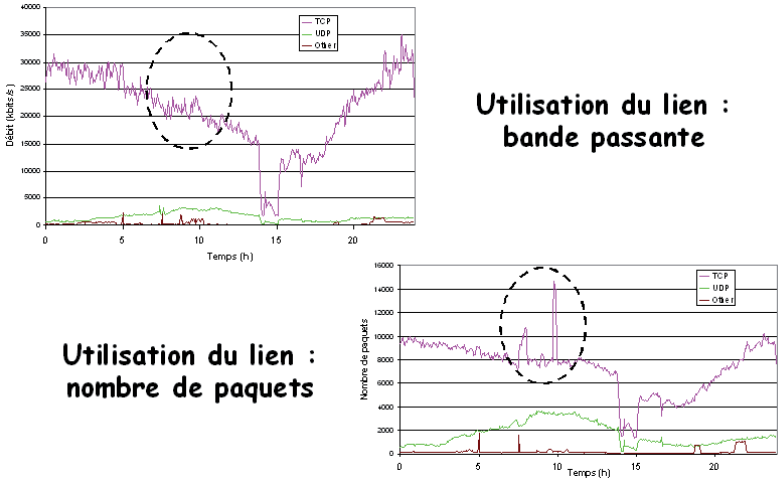 40000
35000
30000
25000
20000
15000
10000
5000
0
Débit (kbits/s)
TCP
UDP
Other
0 5 10 15 20
Temps (h)
Utilisation du lien :
bande passante
Utilisation du lien :
nombre de paquets
16000
14000
12000
10000
8000
6000
4000
2000
0
Nombre de paquets
TCP
UDP
Other
0 5 10 15 20
Temps (h)